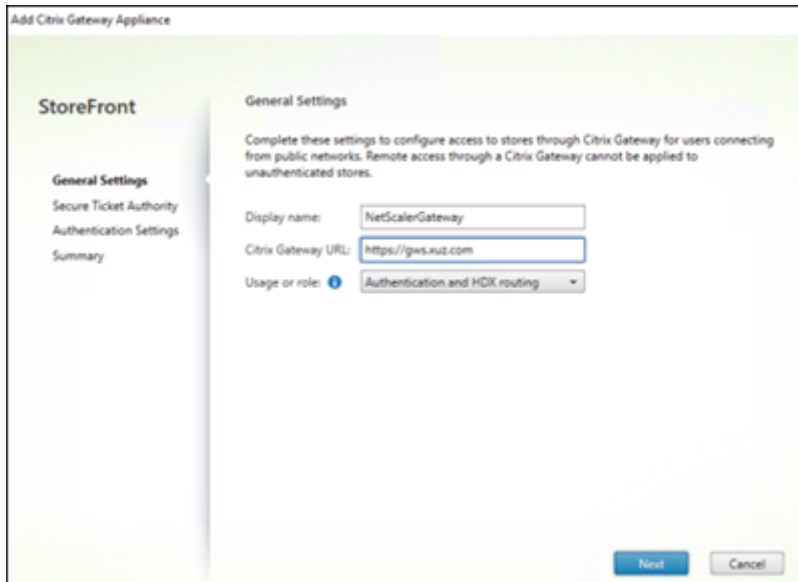 Add Citrix Gateway Appliance
StoreFront
General Settings
Secure Ticket Authority
Authentication Settings
Summary
General Settings
Complete these settings to configure access to stores through Citrix Gateway for users connecting
from public networks. Remote access through a Citrix Gateway cannot be applied to
unauthenticated stores.
Display name: NetScalerGateway
Citrix Gateway URL: https://gws.xuz.com
Usage or role: Authentication and HDX routing
Next Cancel